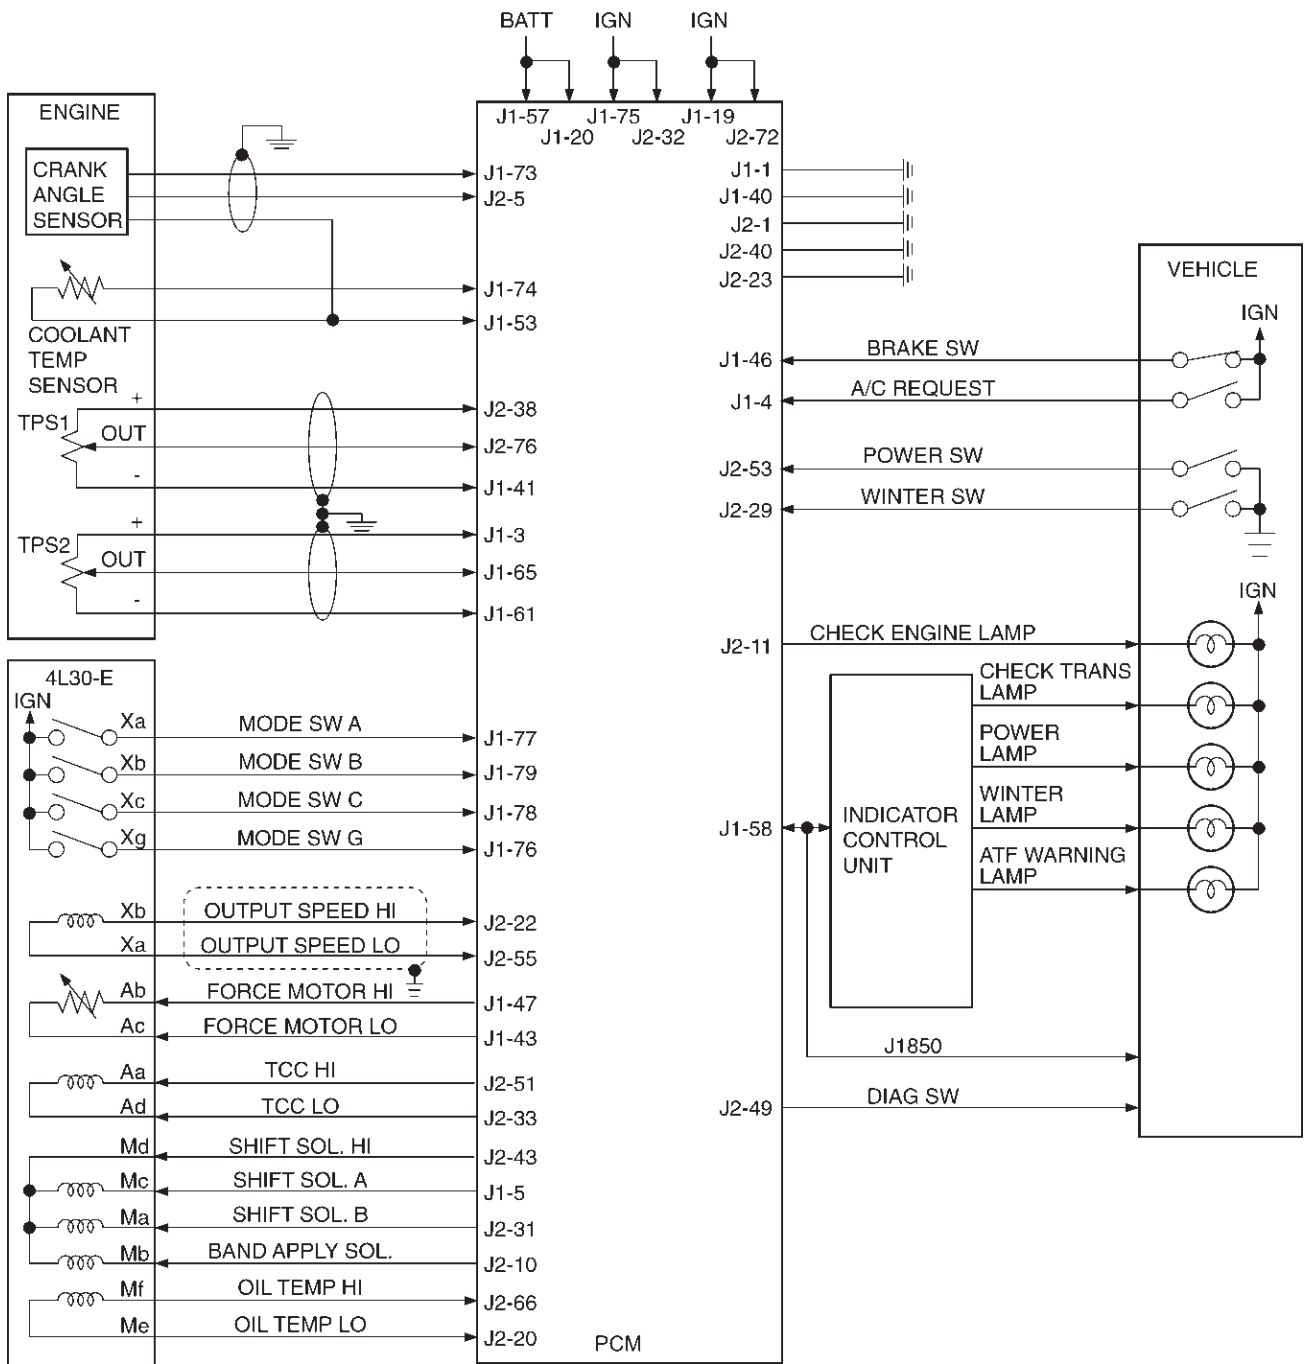 BATT IGN IGN
J1-57 J1-75 J1-19
J1-20 J2-32 J2-72
ENGINE
CRANK
ANGLE
SENSOR
J1-73
J2-5
J1-74
J1-53
COOLANT
TEMP
SENSOR
TPS1
+
OUT
-
J2-38
J2-76
J1-41
TPS2
+
OUT
-
J1-3
J1-65
J1-61
4L30-E
IGN
Xa MODE SW A J1-77
Xb MODE SW B J1-79
Xc MODE SW C J1-78
Xg MODE SW G J1-76
Xb OUTPUT SPEED HI J2-22
Xa OUTPUT SPEED LO J2-55
Ab FORCE MOTOR HI J1-47
Ac FORCE MOTOR LO J1-43
Aa TCC HI J2-51
Ad TCC LO J2-33
Md SHIFT SOL. HI J2-43
Mc SHIFT SOL. A J1-5
Ma SHIFT SOL. B J2-31
Mb BAND APPLY SOL. J2-10
Mf OIL TEMP HI J2-66
Me OIL TEMP LO J2-20
PCM
J1-1
J1-40
J2-1
J2-40
J2-23
VEHICLE
IGN
J1-46 BRAKE SW
J1-4 A/C REQUEST
J2-53 POWER SW
J2-29 WINTER SW
IGN
J2-11 CHECK ENGINE LAMP
CHECK TRANS
LAMP
POWER
LAMP
WINTER
LAMP
ATF WARNING
LAMP
J1-58
INDICATOR
CONTROL
UNIT
J1850
J2-49 DIAG SW